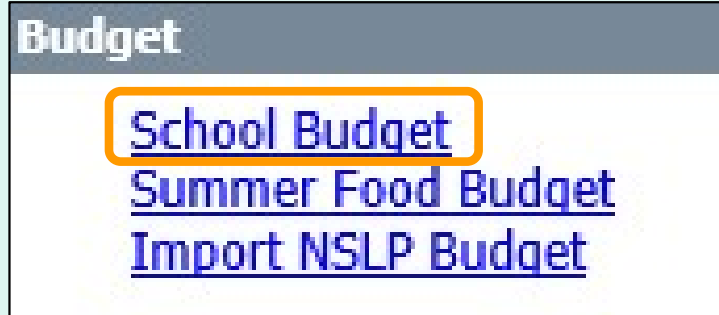 Budget
School Budget
Summer Food Budget
Import NSLP Budget